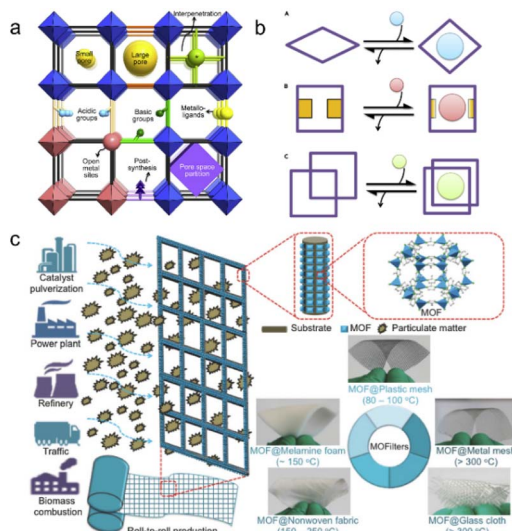 a
Interpenetration
Small
pore
Large
pore
Acidic
groups
Basic
groups
Metallo-
ligands
Open
metal
sites
Post-
synthesis
Pore space
partition
b
A
B
C
c
Catalyst
pulverization
Power plant
Refinery
Traffic
Biomass
combustion
Roll-to-roll production
MOF
Substrate MOF Particulate matter
MOF@Plastic mesh
(80 – 100 °C)
MOF@Melamine foam
(~ 150 °C)
MOFilters
MOF@Metal mesh
(> 300 °C)
MOF@Nonwoven fabric
MOF@Glass cloth